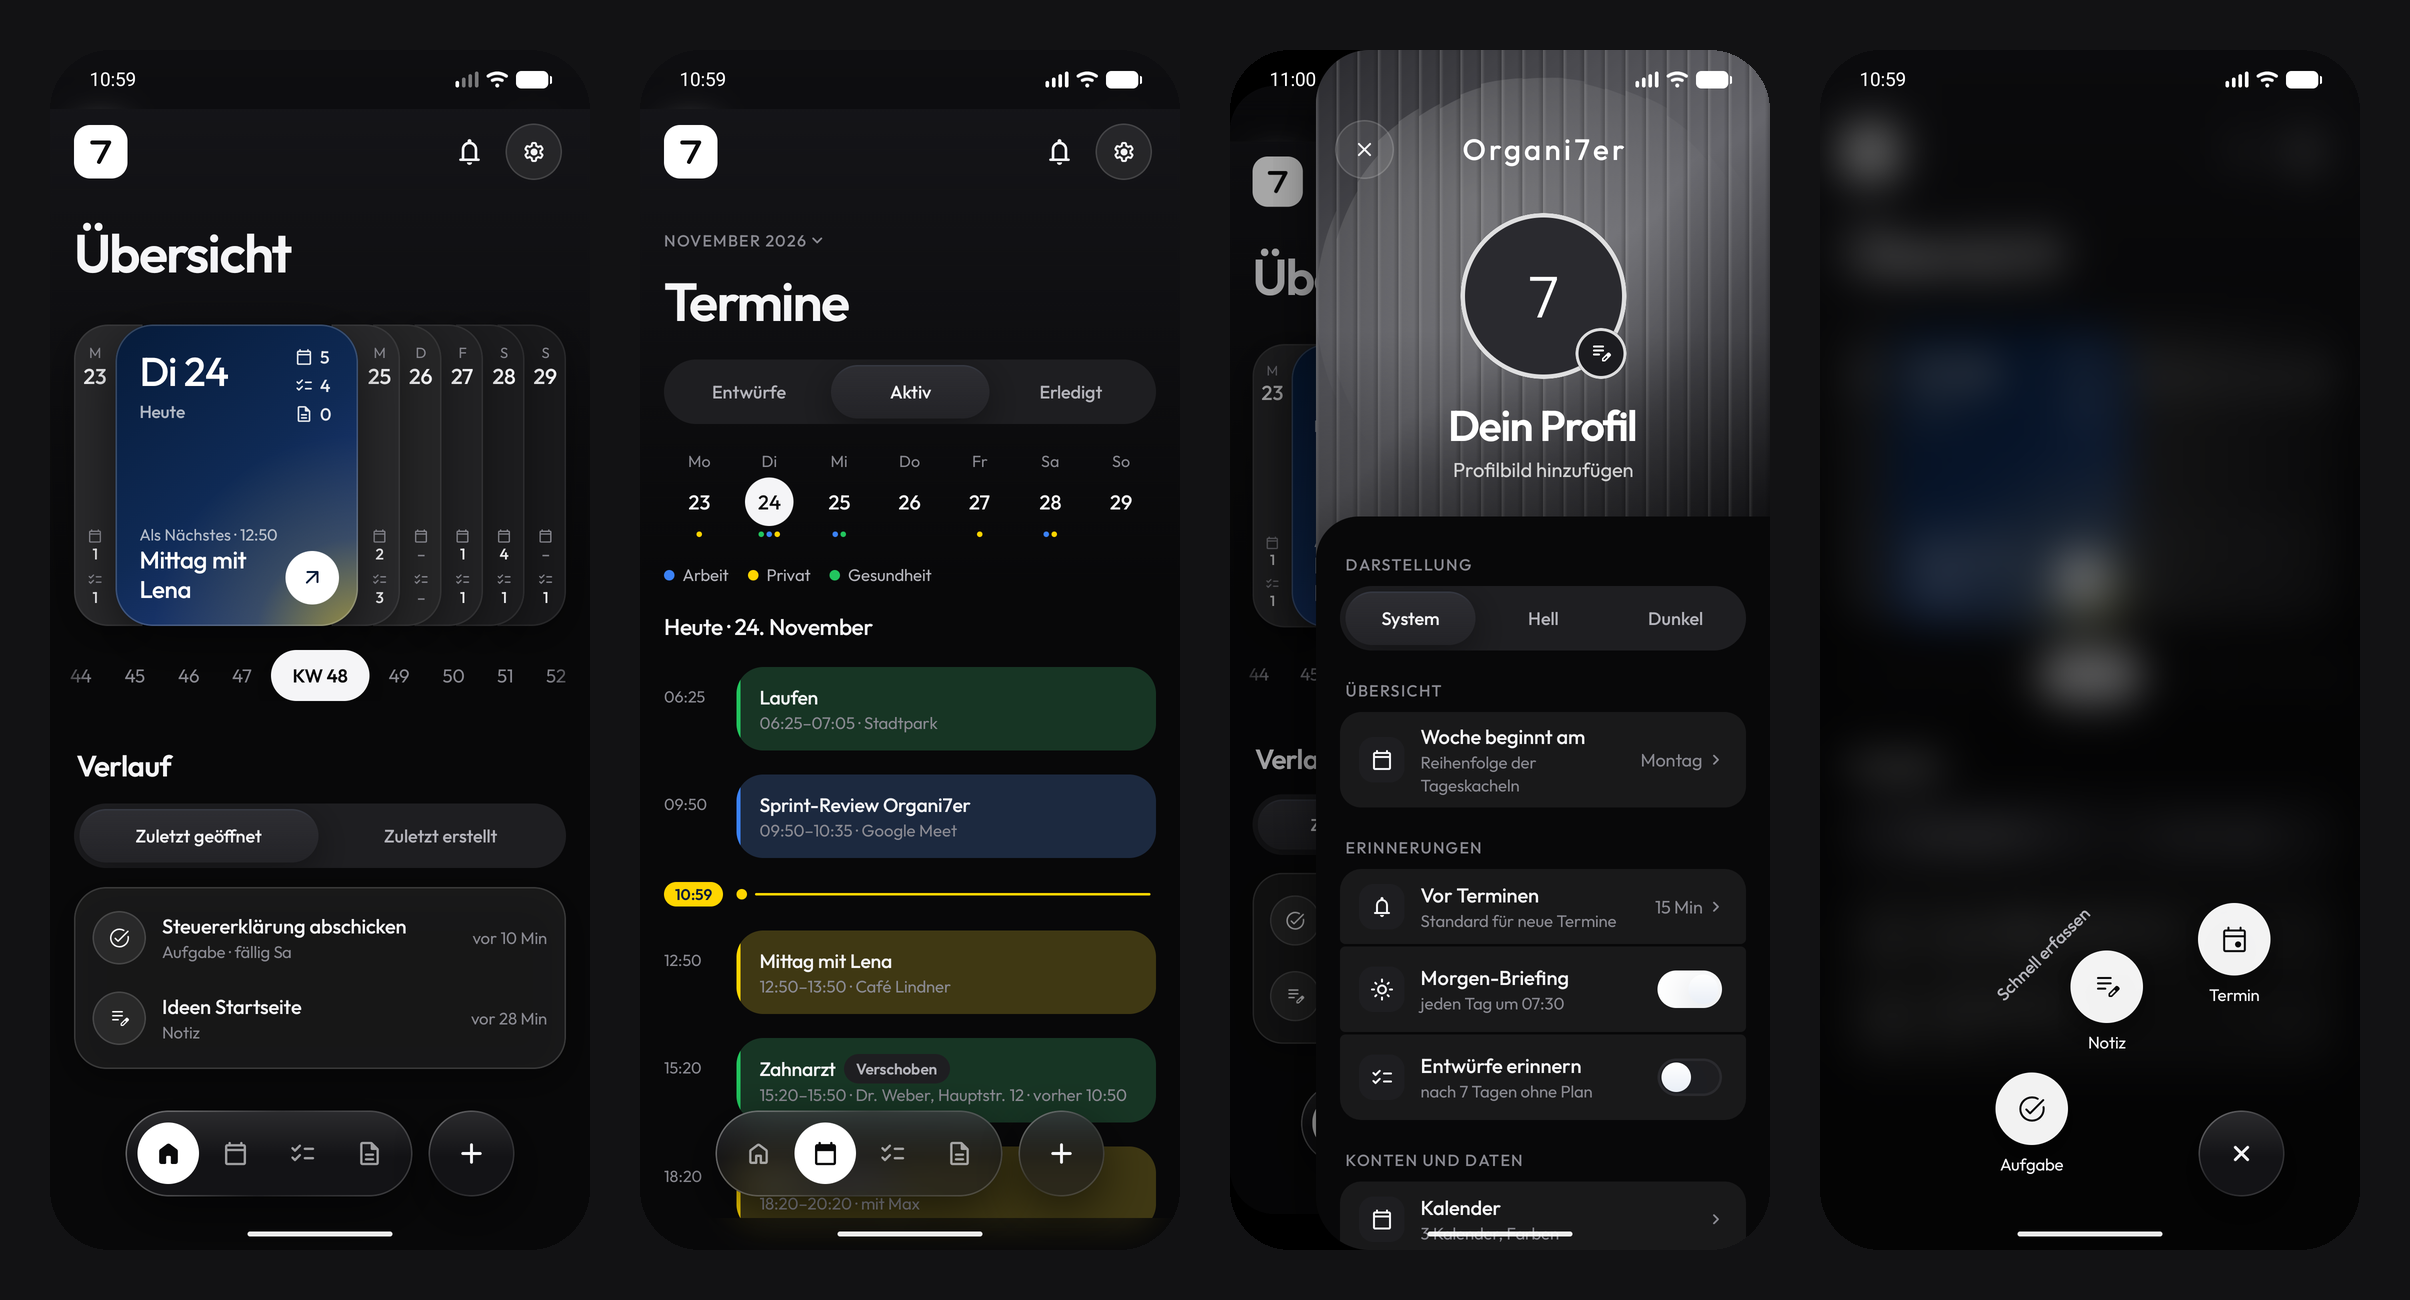 10:59
7
Übersicht
M
23
Di 24
Heute
5
4
0
Als Nächstes · 12:50
Mittag mit
Lena
1
1
M
25
2
3
D
26
–
–
F
27
1
1
S
28
4
1
S
29
–
1
44 45 46 47 KW 48 49 50 51 52
Verlauf
Zuletzt geöffnet Zuletzt erstellt
Steuererklärung abschicken
Aufgabe · fällig Sa
vor 10 Min
Ideen Startseite
Notiz
vor 28 Min
10:59
7
NOVEMBER 2026
Termine
Entwürfe Aktiv Erledigt
Mo Di Mi Do Fr Sa So
23 24 25 26 27 28 29
Arbeit Privat Gesundheit
Heute · 24. November
06:25
Laufen
06:25–07:05 · Stadtpark
09:50
Sprint-Review Organi7er
09:50–10:35 · Google Meet
10:59
12:50
Mittag mit Lena
12:50–13:50 · Café Lindner
15:20
Zahnarzt Verschoben
15:20–15:50 · Dr. Weber, Hauptstr. 12 · vorher 10:50
18:20
18:20–20:20 · mit Max
11:00
7
Üb
M
23
1
1
44 45
Verla
Z
Organi7er
7
Dein Profil
Profilbild hinzufügen
DARSTELLUNG
System Hell Dunkel
ÜBERSICHT
Woche beginnt am
Reihenfolge der
Tageskacheln
Montag
ERINNERUNGEN
Vor Terminen
Standard für neue Termine
15 Min
Morgen-Briefing
jeden Tag um 07:30
Entwürfe erinnern
nach 7 Tagen ohne Plan
KONTEN UND DATEN
Kalender
3 Kalender, Farben
10:59
Schnell erfassen
Termin
Notiz
Aufgabe